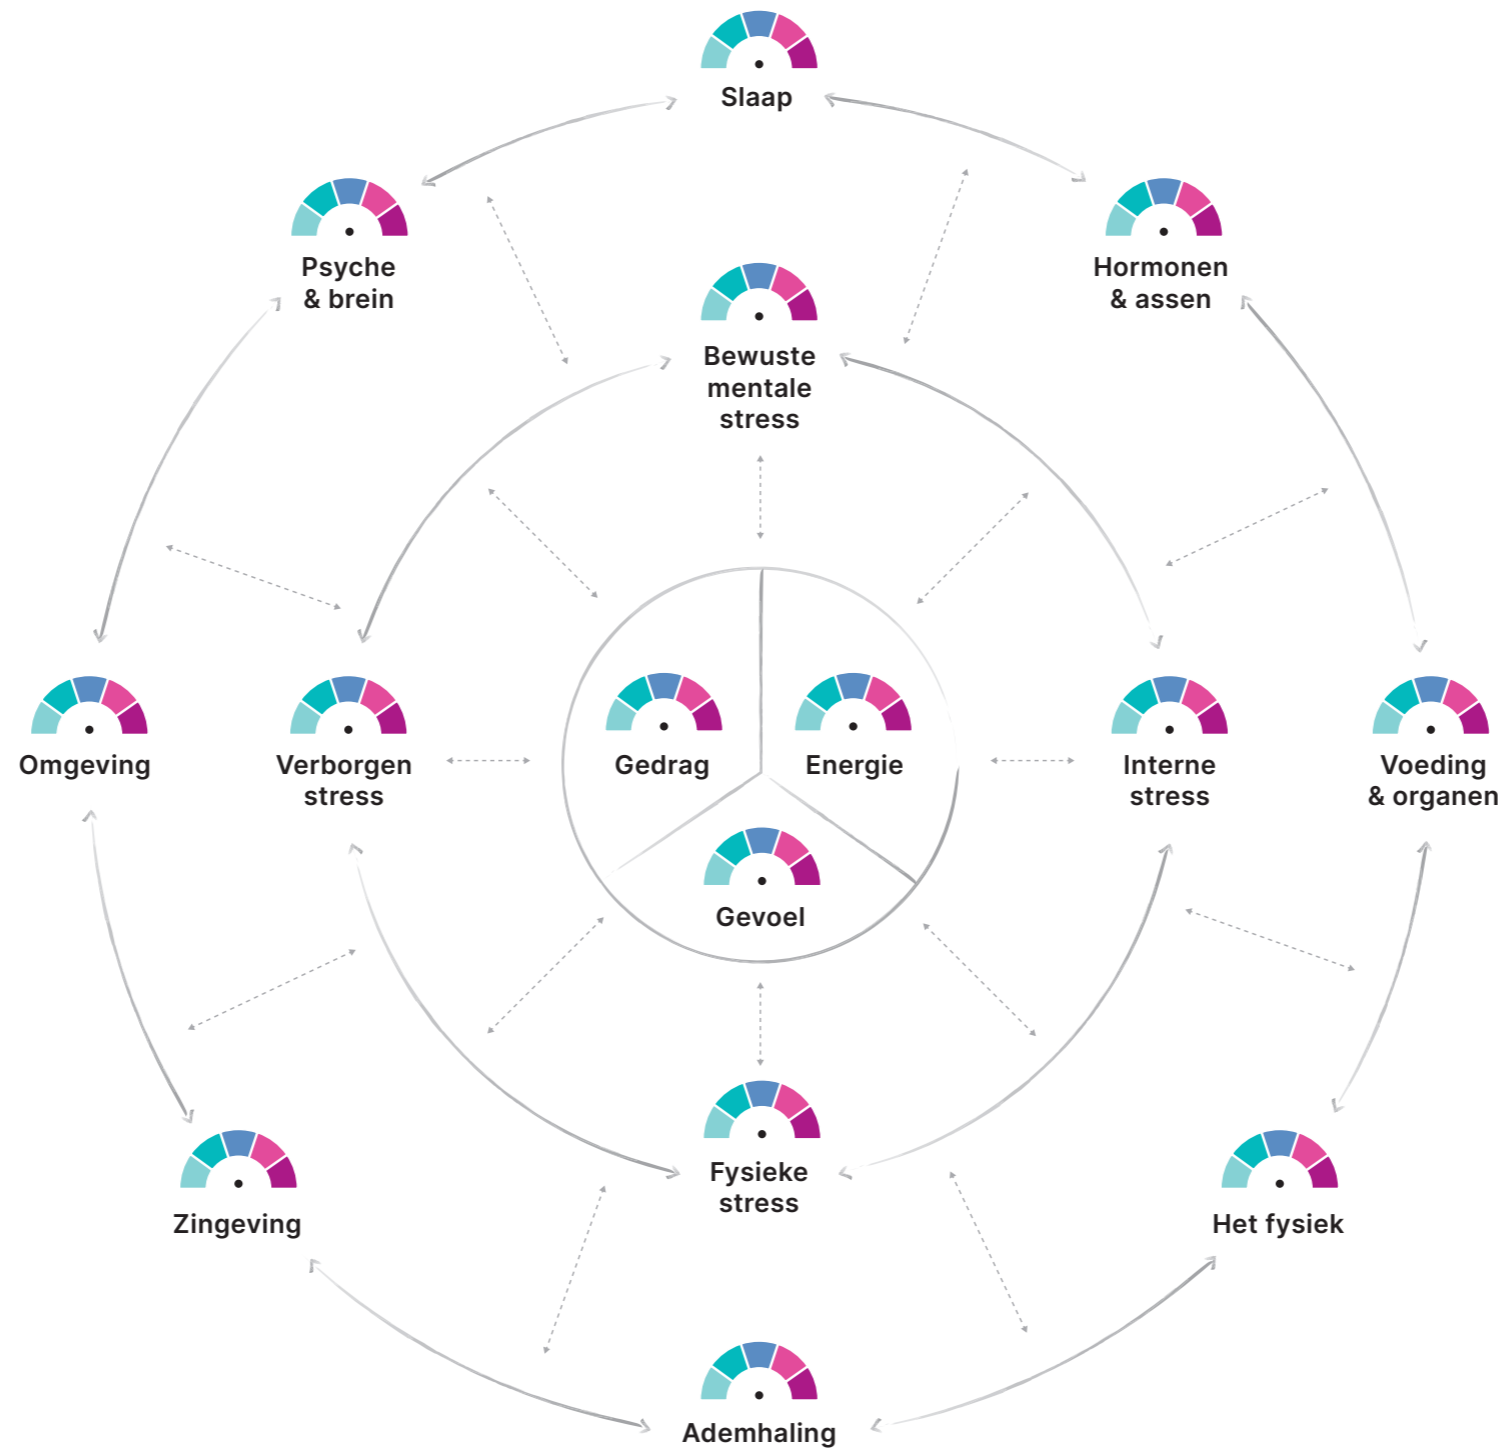 Slaap
Psyche
& brein
Hormonen
& assen
Bewuste
mentale
stress
Omgeving
Verborgen
stress
Gedrag
Energie
Interne
stress
Voeding
& organen
Gevoel
Fysieke
stress
Zingeving
Het fysiek
Ademhaling